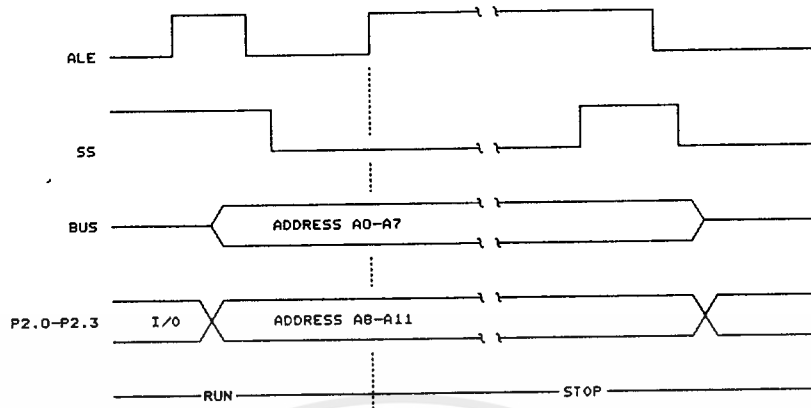 ALE
SS
BUS ADDRESS A0-A7
P2.0-P2.3 I/O ADDRESS A8-A11
RUN STOP